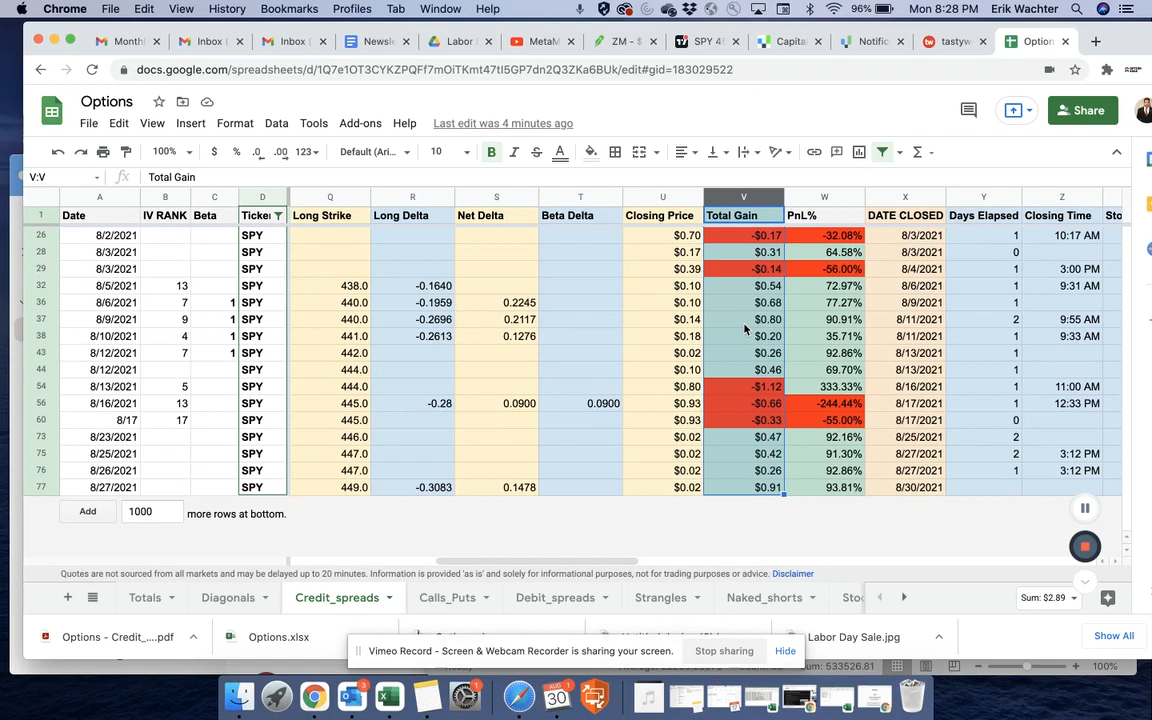 Chrome File Edit View History Bookmarks Profiles Tab Window Help 96% Mon 8:28 PM Erik Wachter
Month Inbox ( Inbox ( Newsle Labor MetaM ZM - $ SPY 46 Capita Notific tastyw Option
docs.google.com/spreadsheets/d/1Q7e1OT3CYKZPQFf7mOiTKmt47tI5GP7dn2Q3ZKa6BUk/edit#gid=183029522
Options
Share
File Edit View Insert Format Data Tools Add-ons Help Last edit was 4 minutes ago
100% $ % .0 .00 123 Default (Ari... 10 B I S A
V:V fx Total Gain
A B C D Q R S T U V W X Y Z
1 Date IV RANK Beta Ticke Long Strike Long Delta Net Delta Beta Delta Closing Price Total Gain PnL% DATE CLOSED Days Elapsed Closing Time Sto
26 8/2/2021 SPY $0.70 -$0.17 -32.08% 8/3/2021 1 10:17 AM
28 8/3/2021 SPY $0.17 $0.31 64.58% 8/3/2021 0
29 8/3/2021 SPY $0.39 -$0.14 -56.00% 8/4/2021 1 3:00 PM
32 8/5/2021 13 SPY 438.0 -0.1640 $0.10 $0.54 72.97% 8/6/2021 1 9:31 AM
36 8/6/2021 7 1 SPY 440.0 -0.1959 0.2245 $0.10 $0.68 77.27% 8/9/2021 1
37 8/9/2021 9 1 SPY 440.0 -0.2696 0.2117 $0.14 $0.80 90.91% 8/11/2021 2 9:55 AM
38 8/10/2021 4 1 SPY 441.0 -0.2613 0.1276 $0.18 $0.20 35.71% 8/11/2021 1 9:33 AM
43 8/12/2021 7 1 SPY 442.0 $0.02 $0.26 92.86% 8/13/2021 1
44 8/12/2021 SPY 444.0 $0.10 $0.46 69.70% 8/13/2021 1
54 8/13/2021 5 SPY 444.0 $0.80 -$1.12 333.33% 8/16/2021 1 11:00 AM
56 8/16/2021 13 SPY 445.0 -0.28 0.0900 0.0900 $0.93 -$0.66 -244.44% 8/17/2021 1 12:33 PM
60 8/17 17 SPY 445.0 $0.93 -$0.33 -55.00% 8/17/2021 0
73 8/23/2021 SPY 446.0 $0.02 $0.47 92.16% 8/25/2021 2
75 8/25/2021 SPY 447.0 $0.02 $0.42 91.30% 8/27/2021 2 3:12 PM
76 8/26/2021 SPY 447.0 $0.02 $0.26 92.86% 8/27/2021 1 3:12 PM
77 8/27/2021 SPY 449.0 -0.3083 0.1478 $0.02 $0.91 93.81% 8/30/2021
Add 1000 more rows at bottom.
Quotes are not sourced from all markets and may be delayed up to 20 minutes. Information is provided 'as is' and solely for informational purposes, not for trading purposes or advice. Disclaimer
+ Totals Diagonals Credit_spreads Calls_Puts Debit_spreads Strangles Naked_shorts Sto Sum: $2.89
Options - Credit_....pdf Options.xlsx Labor Day Sale.jpg Show All
Vimeo Record - Screen & Webcam Recorder is sharing your screen. Stop sharing Hide
Sum: 533526.81 100%
3 AUG 30 1